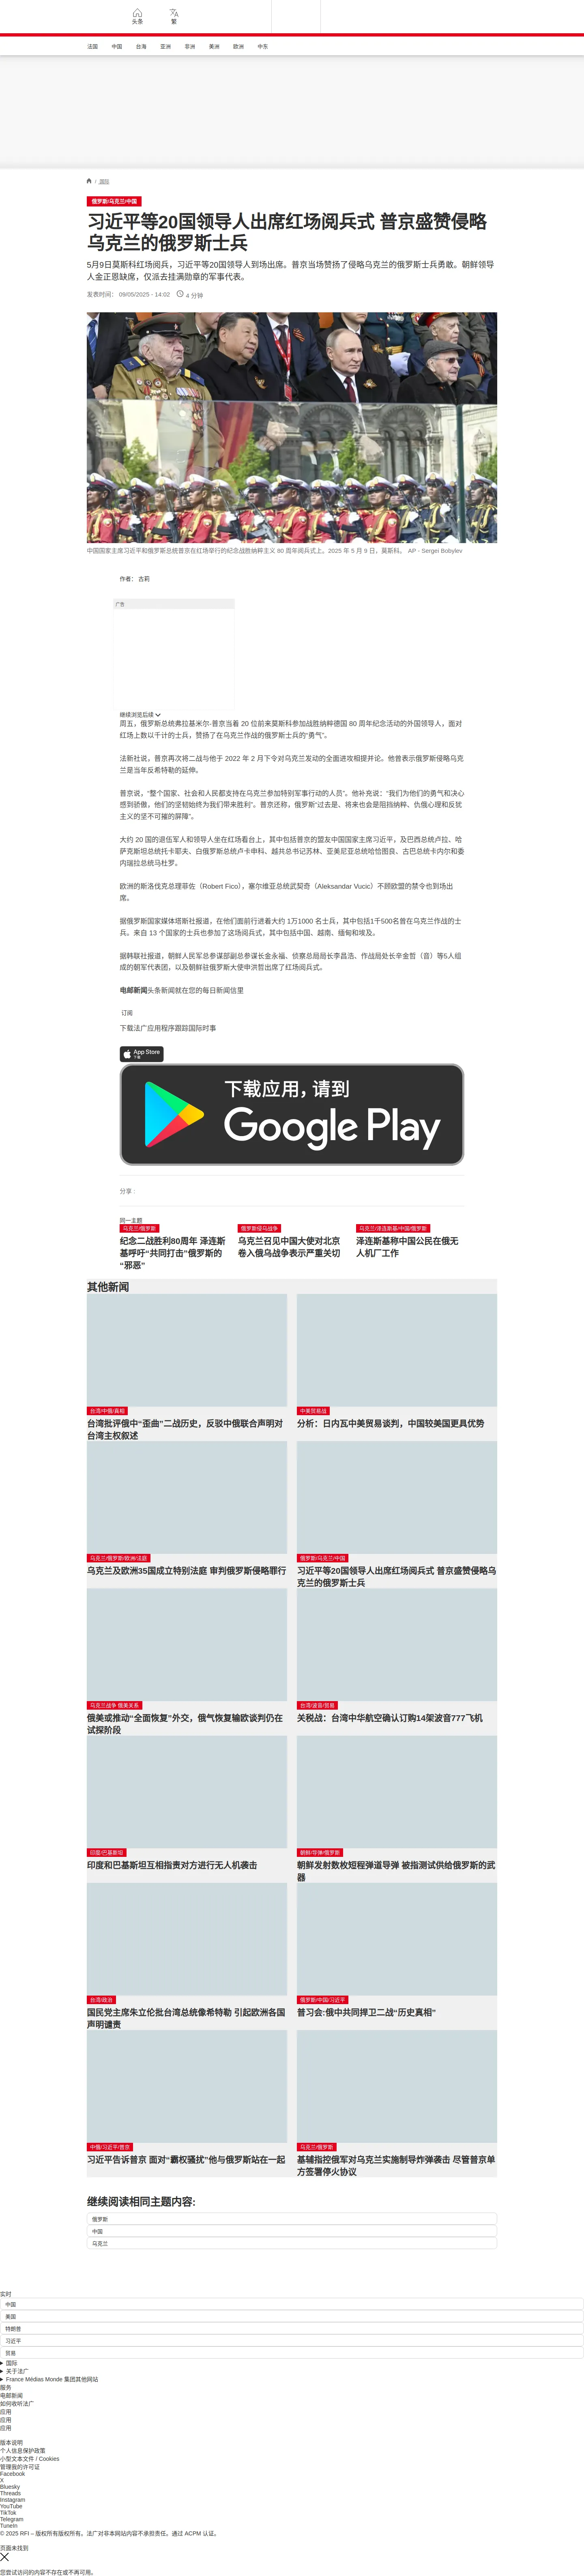 头条
繁
法国
中国
台海
亚洲
非洲
美洲
欧洲
中东
/ 国际
俄罗斯/乌克兰/中国
习近平等20国领导人出席红场阅兵式 普京盛赞侵略
乌克兰的俄罗斯士兵
5月9日莫斯科红场阅兵，习近平等20国领导人到场出席。普京当场赞扬了侵略乌克兰的俄罗斯士兵勇敢。朝鲜领导
人金正恩缺席，仅派去挂满勋章的军事代表。
发表时间： 09/05/2025 - 14:02
4 分钟
中国国家主席习近平和俄罗斯总统普京在红场举行的纪念战胜纳粹主义 80 周年阅兵式上。2025 年 5 月 9 日，莫斯科。 AP - Sergei Bobylev
作者： 古莉
广告
继续浏览后续
周五，俄罗斯总统弗拉基米尔-普京当着 20 位前来莫斯科参加战胜纳粹德国 80 周年纪念活动的外国领导人，面对
红场上数以千计的士兵，赞扬了在乌克兰作战的俄罗斯士兵的“勇气”。
法新社说，普京再次将二战与他于 2022 年 2 月下令对乌克兰发动的全面进攻相提并论。他曾表示俄罗斯侵略乌克
兰是当年反希特勒的延伸。
普京说，“整个国家、社会和人民都支持在乌克兰参加特别军事行动的人员”。他补充说：“我们为他们的勇气和决心
感到骄傲，他们的坚韧始终为我们带来胜利”。普京还称，俄罗斯“过去是、将来也会是阻挡纳粹、仇俄心理和反犹
主义的坚不可摧的屏障”。
大约 20 国的退伍军人和领导人坐在红场看台上，其中包括普京的盟友中国国家主席习近平，及巴西总统卢拉、哈
萨克斯坦总统托卡耶夫、白俄罗斯总统卢卡申科、越共总书记苏林、亚美尼亚总统哈恰图良、古巴总统卡内尔和委
内瑞拉总统马杜罗。
欧洲的斯洛伐克总理菲佐（Robert Fico），塞尔维亚总统武契奇（Aleksandar Vucic）不顾欧盟的禁令也到场出
席。
据俄罗斯国家媒体塔斯社报道，在他们面前行进着大约 1万1000 名士兵，其中包括1千500名曾在乌克兰作战的士
兵。来自 13 个国家的士兵也参加了这场阅兵式，其中包括中国、越南、缅甸和埃及。
据韩联社报道，朝鲜人民军总参谋部副总参谋长金永福、侦察总局局长李昌浩、作战局处长辛金哲（音）等5人组
成的朝军代表团，以及朝鲜驻俄罗斯大使申洪哲出席了红场阅兵式。
电邮新闻头条新闻就在您的每日新闻信里
订阅
下载法广应用程序跟踪国际时事
App Store
下载
下载应用，请到
Google Play
分享 :
同一主题
乌克兰/俄罗斯
纪念二战胜利80周年 泽连斯
基呼吁“共同打击”俄罗斯的
“邪恶”
俄罗斯侵乌战争
乌克兰召见中国大使对北京
卷入俄乌战争表示严重关切
乌克兰/泽连斯基/中国/俄罗斯
泽连斯基称中国公民在俄无
人机厂工作
其他新闻
台湾/中俄/真相
台湾批评俄中“歪曲”二战历史，反驳中俄联合声明对
台湾主权叙述
中美贸易战
分析：日内瓦中美贸易谈判，中国较美国更具优势
乌克兰/俄罗斯/欧洲/法庭
乌克兰及欧洲35国成立特别法庭 审判俄罗斯侵略罪行
俄罗斯/乌克兰/中国
习近平等20国领导人出席红场阅兵式 普京盛赞侵略乌
克兰的俄罗斯士兵
乌克兰战争 俄美关系
俄美或推动“全面恢复”外交，俄气恢复输欧谈判仍在
试探阶段
台湾/波音/贸易
关税战：台湾中华航空确认订购14架波音777飞机
印度/巴基斯坦
印度和巴基斯坦互相指责对方进行无人机袭击
朝鲜/导弹/俄罗斯
朝鲜发射数枚短程弹道导弹 被指测试供给俄罗斯的武
器
台湾/政治
国民党主席朱立伦批台湾总统像希特勒 引起欧洲各国
声明谴责
俄罗斯/中国/习近平
普习会:俄中共同捍卫二战“历史真相”
中俄/习近平/普京
习近平告诉普京 面对“霸权骚扰”他与俄罗斯站在一起
乌克兰/俄罗斯
基辅指控俄军对乌克兰实施制导炸弹袭击 尽管普京单
方签署停火协议
继续阅读相同主题内容:
俄罗斯
中国
乌克兰
实时
中国
美国
特朗普
习近平
贸易
国际
关于法广
France Médias Monde 集团其他网站
服务
电邮新闻
如何收听法广
应用
应用
应用
版本说明
个人信息保护政策
小型文本文件 / Cookies
管理我的许可证
Facebook
X
Bluesky
Threads
Instagram
YouTube
TikTok
Telegram
TuneIn
© 2025 RFI – 版权所有版权所有。法广对非本网站内容不承担责任。通过 ACPM 认证。
页面未找到
您尝试访问的内容不存在或不再可用。